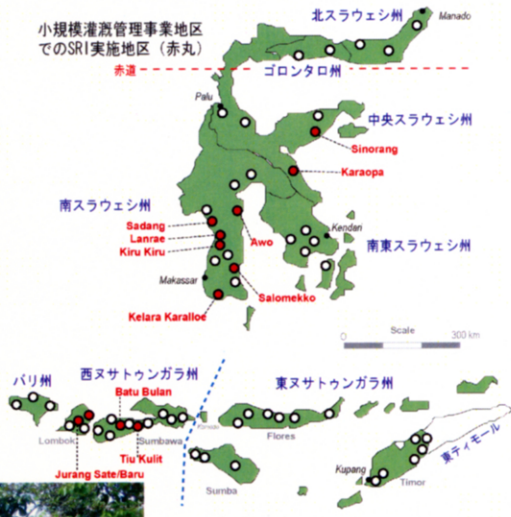 小規模灌漑管理事業地区
でのSRI実施地区（赤丸）
北スラウェシ州
Manado
赤道
ゴロンタロ州
Palu
中央スラウェシ州
Sinorang
Karaopa
南スラウェシ州
Sadang
Lanrae
Kiru Kiru
Awo
Kendari
南東スラウェシ州
Makassar
Salomekko
Kelara Karalloe
0 Scale 300 km
バリ州
西ヌサトゥンガラ州
東ヌサトゥンガラ州
Batu Bulan
Lombok
Sumbawa
Flores
Tiu Kulit
Jurang Sate/Baru
Sumba
Kupang
Timor
東ティモール